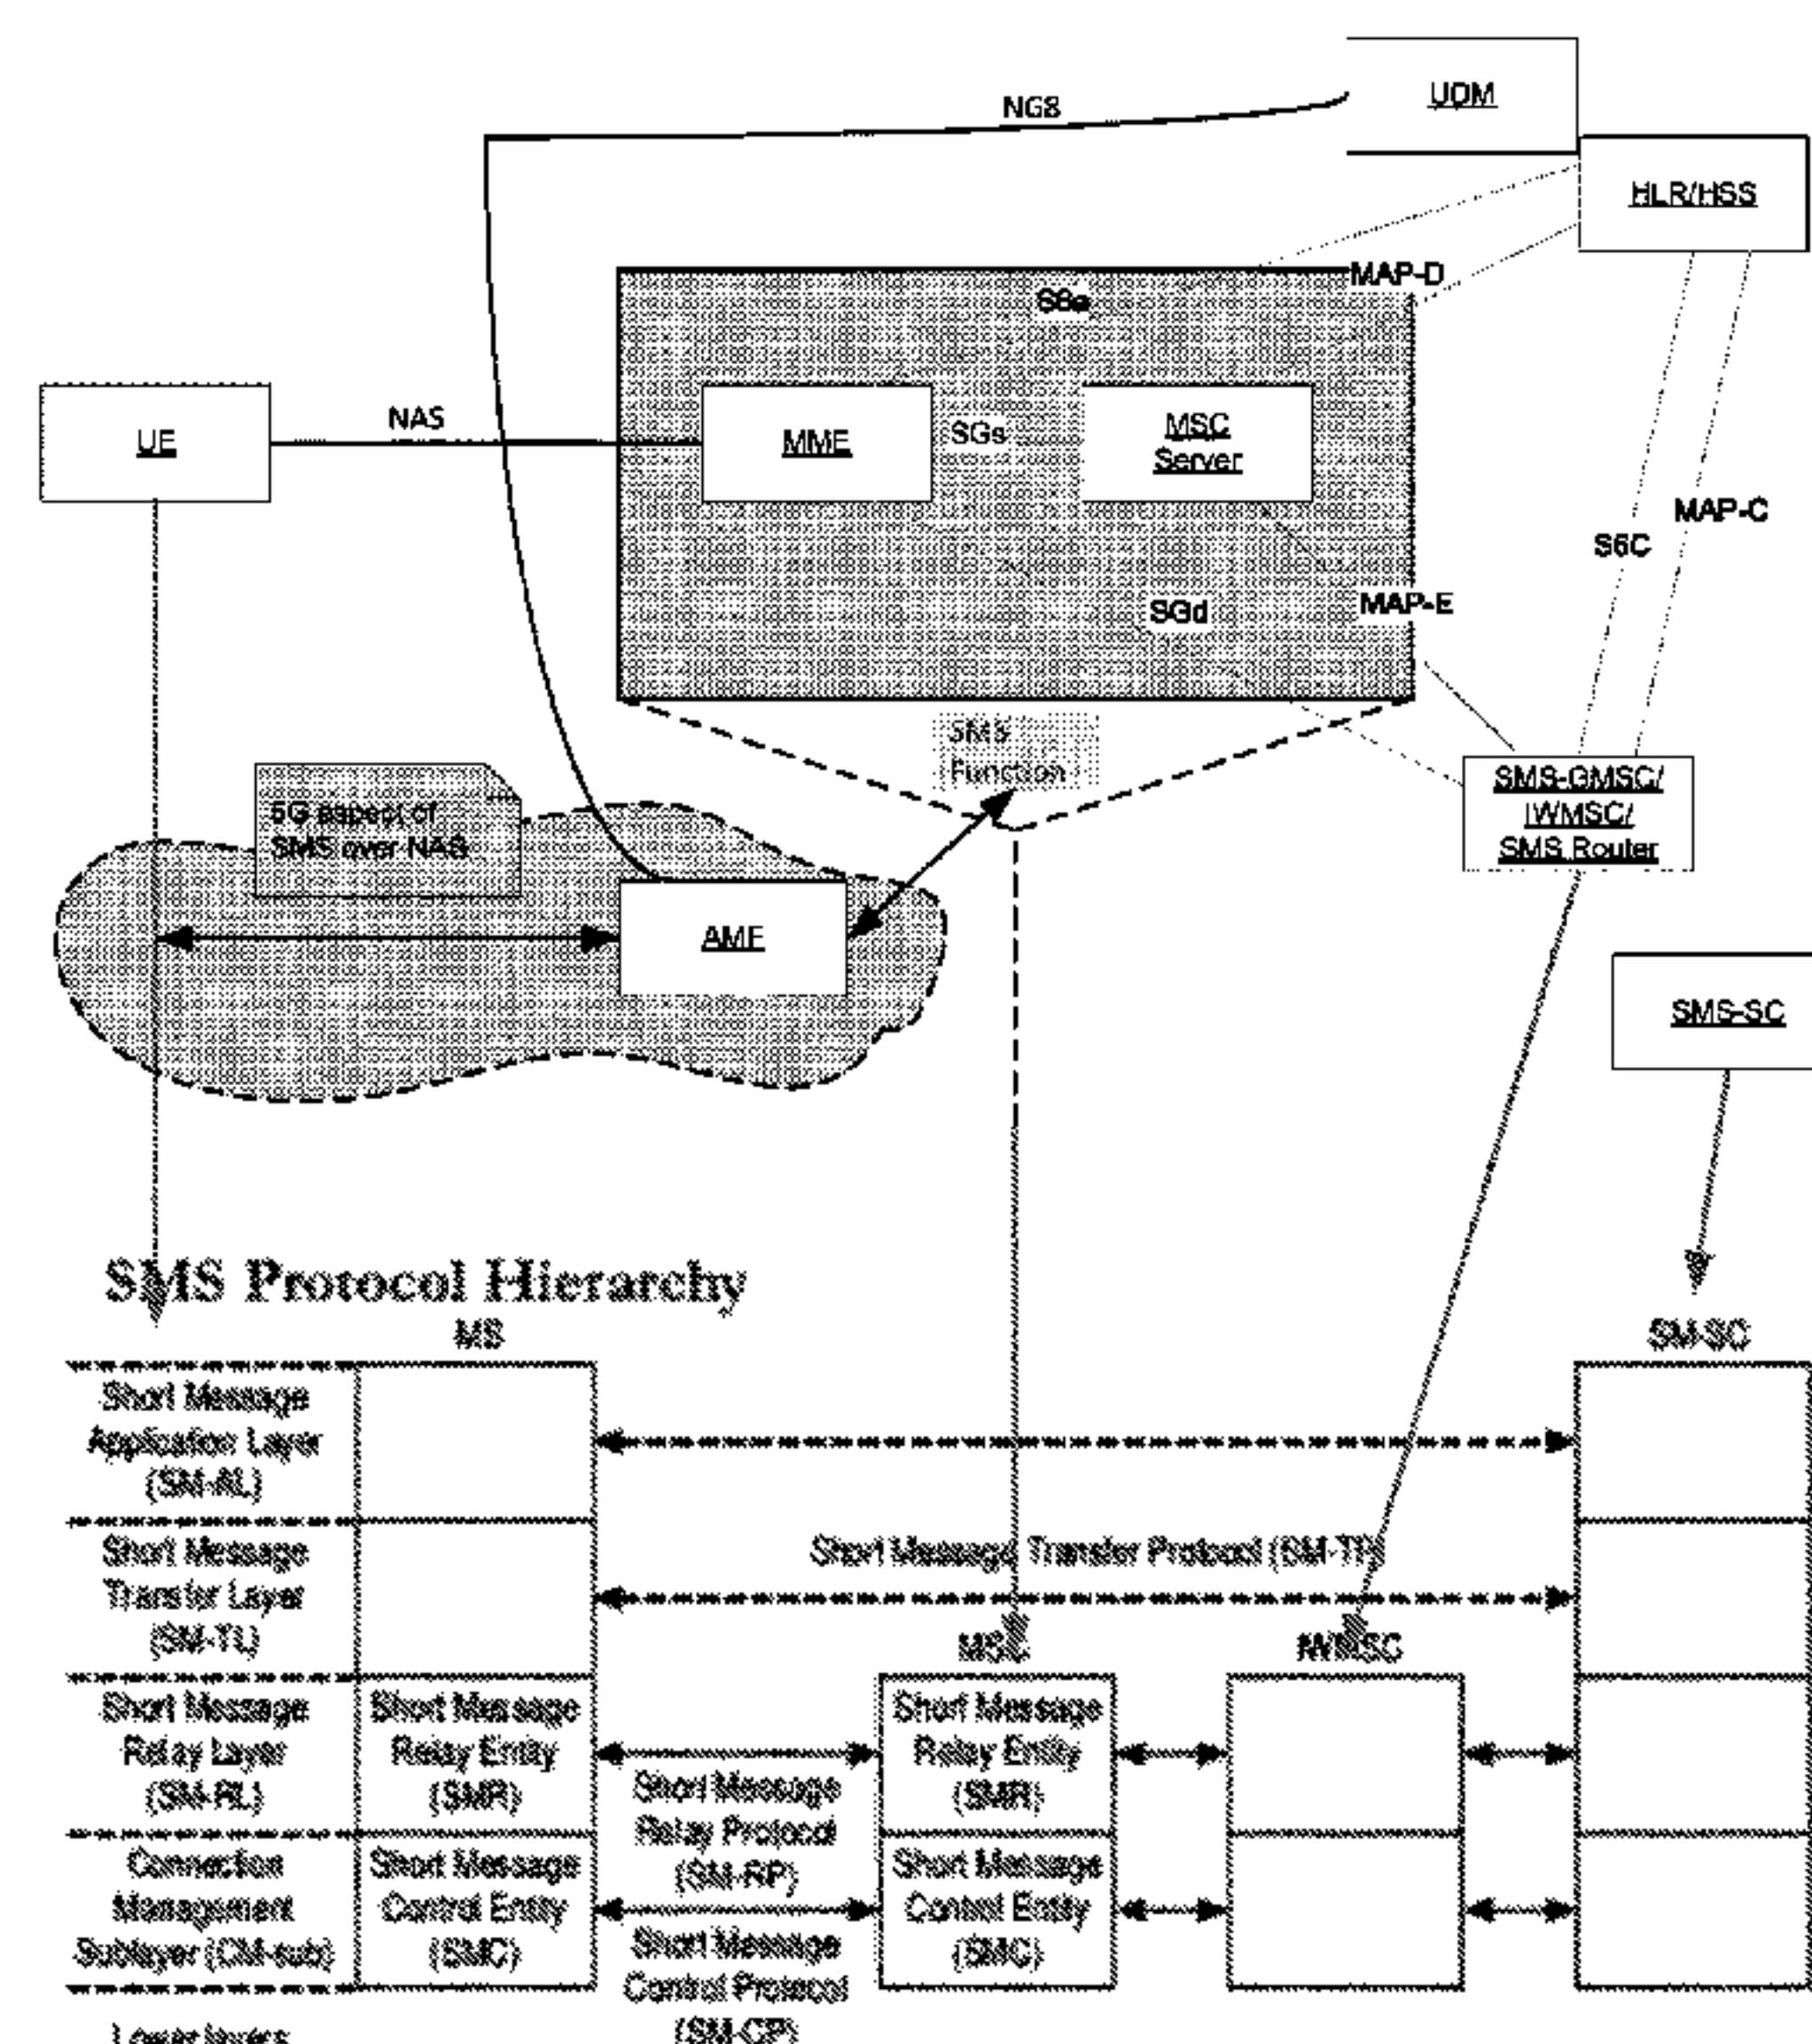 UDM
NG8
HLR/HSS
MAP-D
S6a
UE
NAS
MME
SGs
MSC
Server
MAP-C
S6C
MAP-E
SGd
SMS
Function
SMS-GMSC/
IWMSC/
SMS Router
5G aspect of
SMS over NAS
AMF
SMS-SC
SMS Protocol Hierarchy
MS
SM-SC
Short Message
Application Layer
(SM-AL)
Short Message
Transfer Layer
(SM-TL)
Short Message Transfer Protocol (SM-TP)
MSC
IWMSC
Short Message
Relay Layer
(SM-RL)
Short Message
Relay Entity
(SMR)
Short Message
Relay Protocol
(SM-RP)
Short Message
Relay Entity
(SMR)
Connection
Management
Sublayer (CM-sub)
Short Message
Control Entity
(SMC)
Short Message
Control Protocol
(SM-CP)
Short Message
Control Entity
(SMC)
Lower layers